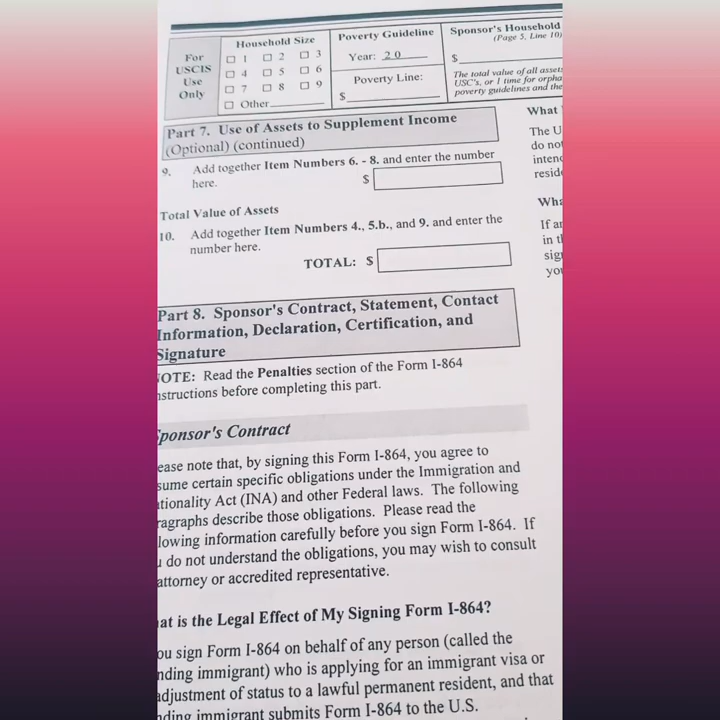 For
USCIS
Use
Only
Household Size
1 2 3
4 5 6
7 8 9
Other
Poverty Guideline
Year: 20
Poverty Line:
$
Sponsor's Household
(Page 5, Line 10)
$
The total value of all assets
USC's, or 1 time for orpha
poverty guidelines and the
Part 7. Use of Assets to Supplement Income
(Optional) (continued)
9. Add together Item Numbers 6. - 8. and enter the number
here.
$
Total Value of Assets
10. Add together Item Numbers 4., 5.b., and 9. and enter the
number here.
TOTAL: $
Part 8. Sponsor's Contract, Statement, Contact
Information, Declaration, Certification, and
Signature
NOTE: Read the Penalties section of the Form I-864
nstructions before completing this part.
Sponsor's Contract
ease note that, by signing this Form I-864, you agree to
sume certain specific obligations under the Immigration and
tionality Act (INA) and other Federal laws. The following
ragraphs describe those obligations. Please read the
lowing information carefully before you sign Form I-864. If
u do not understand the obligations, you may wish to consult
attorney or accredited representative.
at is the Legal Effect of My Signing Form I-864?
ou sign Form I-864 on behalf of any person (called the
nding immigrant) who is applying for an immigrant visa or
adjustment of status to a lawful permanent resident, and that
nding immigrant submits Form I-864 to the U.S.
What
The U
do not
intend
resid
Wha
If an
in th
sig
you